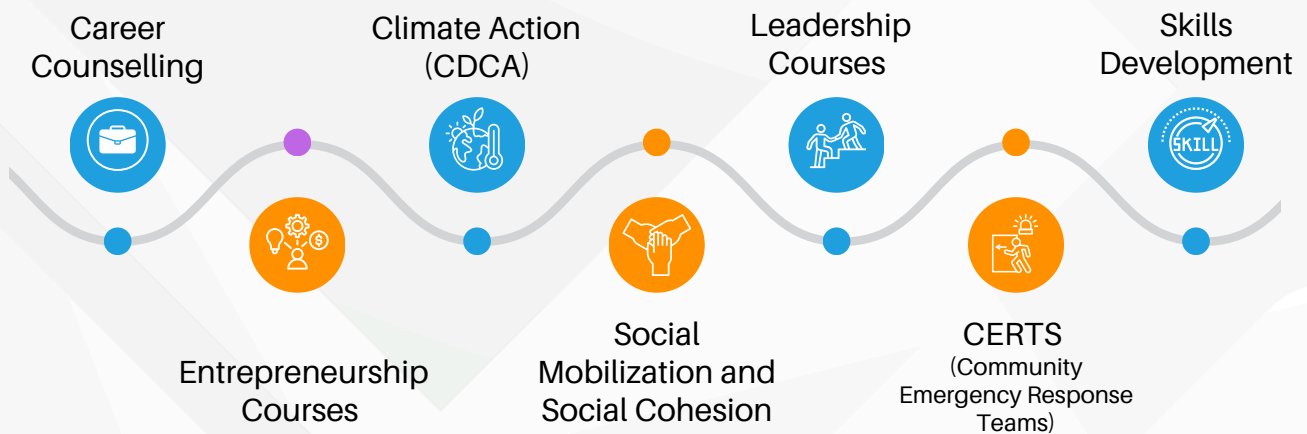 Career
Counselling
Climate Action
(CDCA)
Leadership
Courses
Skills
Development
SKILL
$
Entrepreneurship
Courses
Social
Mobilization and
Social Cohesion
CERTS
(Community
Emergency Response
Teams)